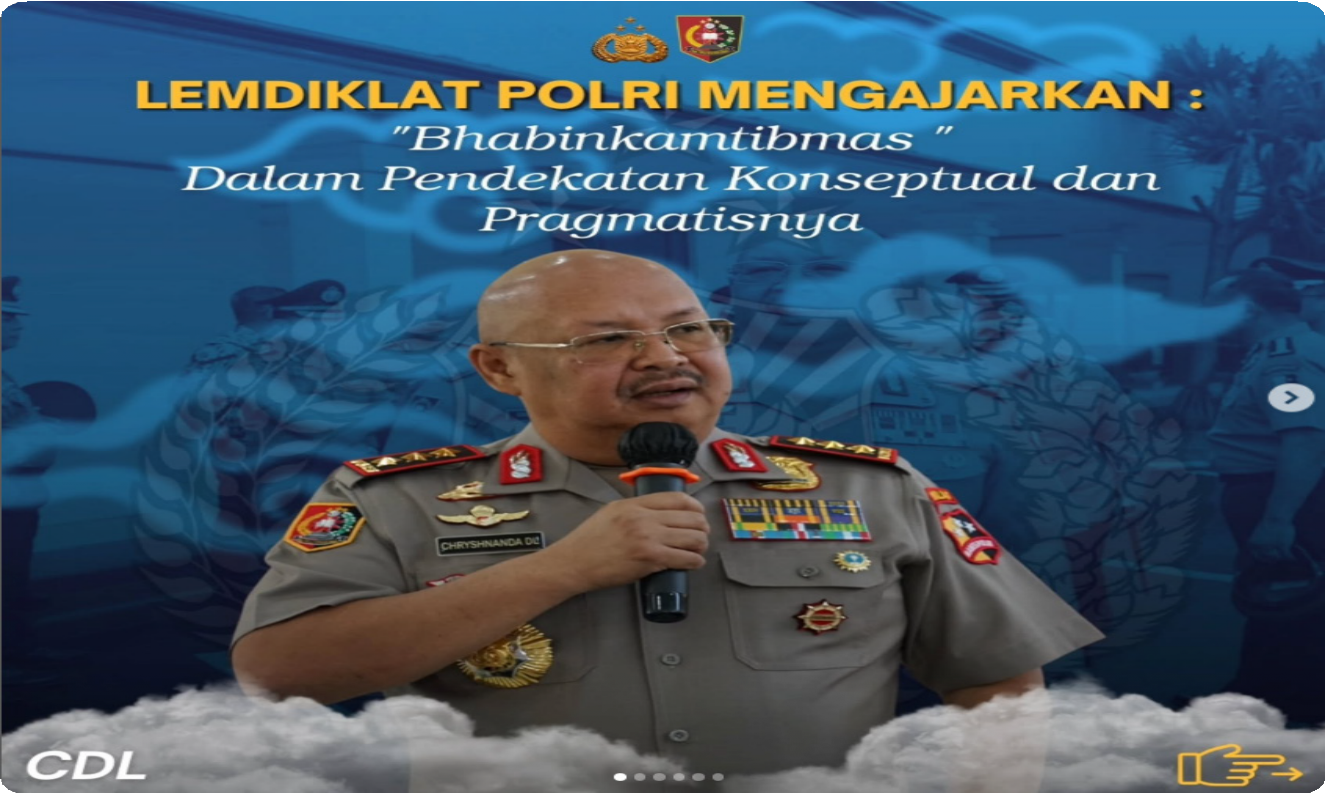 LEMDIKLAT POLRI MENGAJARKAN :
"Bhabinkamtibmas "
Dalam Pendekatan Konseptual dan
Pragmatisnya
CHRYSHNANDA DL
CDL